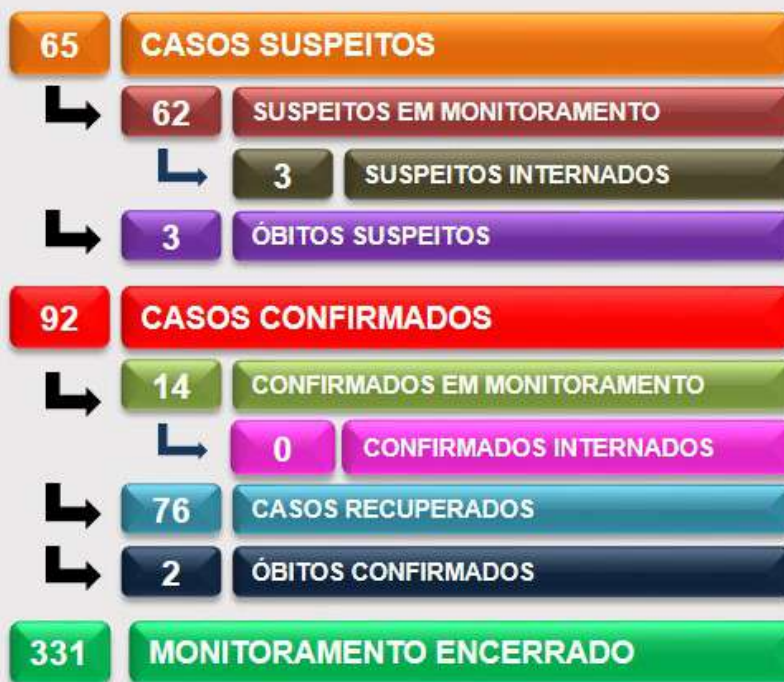 65 CASOS SUSPEITOS
62 SUSPEITOS EM MONITORAMENTO
3 SUSPEITOS INTERNADOS
3 ÓBITOS SUSPEITOS
92 CASOS CONFIRMADOS
14 CONFIRMADOS EM MONITORAMENTO
0 CONFIRMADOS INTERNADOS
76 CASOS RECUPERADOS
2 ÓBITOS CONFIRMADOS
331 MONITORAMENTO ENCERRADO